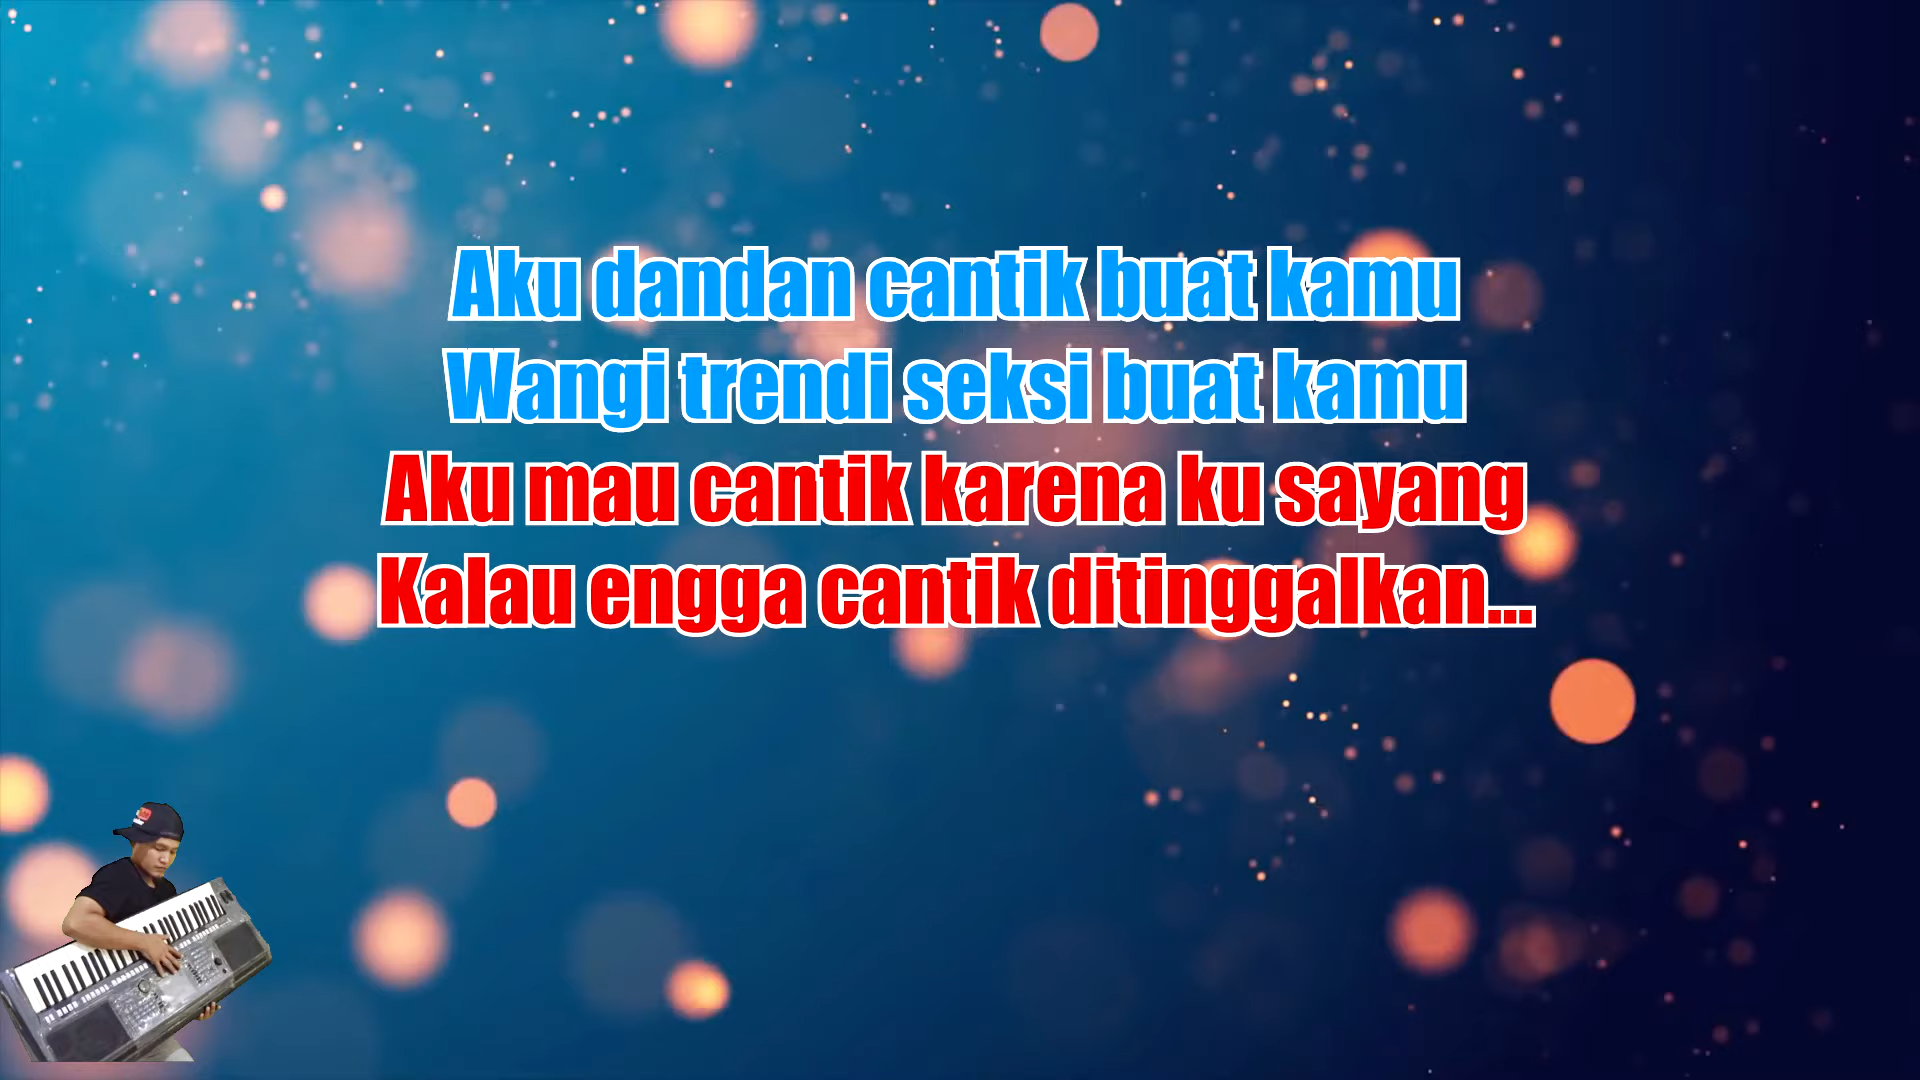 Aku dandan cantik buat kamu
Wangi trendi seksi buat kamu
Aku mau cantik karena ku sayang
Kalau engga cantik ditinggalkan...